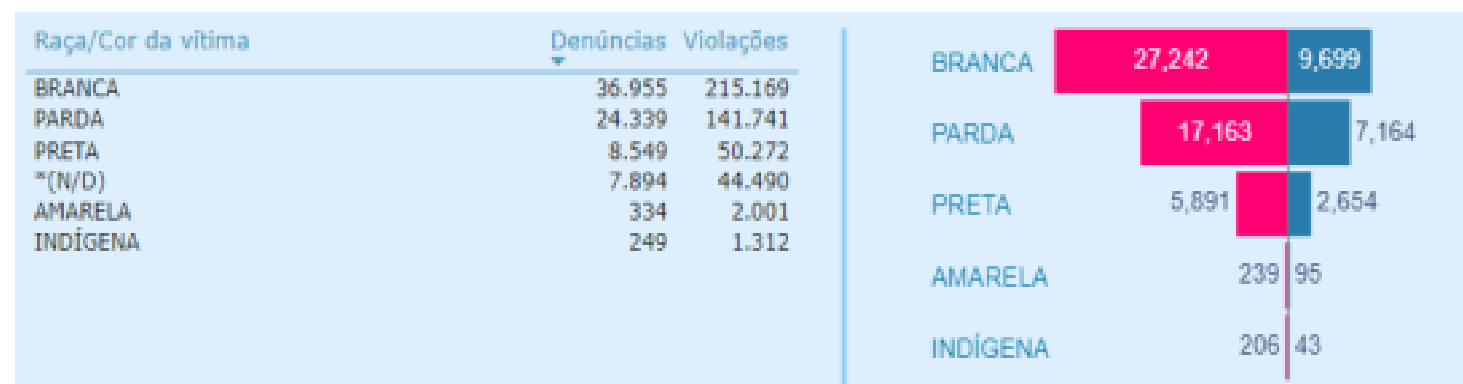 Raça/Cor da vítima Denúncias Violações
BRANCA 36.955 215.169
PARDA 24.339 141.741
PRETA 8.549 50.272
*(N/D) 7.894 44.490
AMARELA 334 2.001
INDÍGENA 249 1.312
BRANCA 27,242 9,699
PARDA 17,163 7,164
PRETA 5,891 2,654
AMARELA 239 95
INDÍGENA 206 43